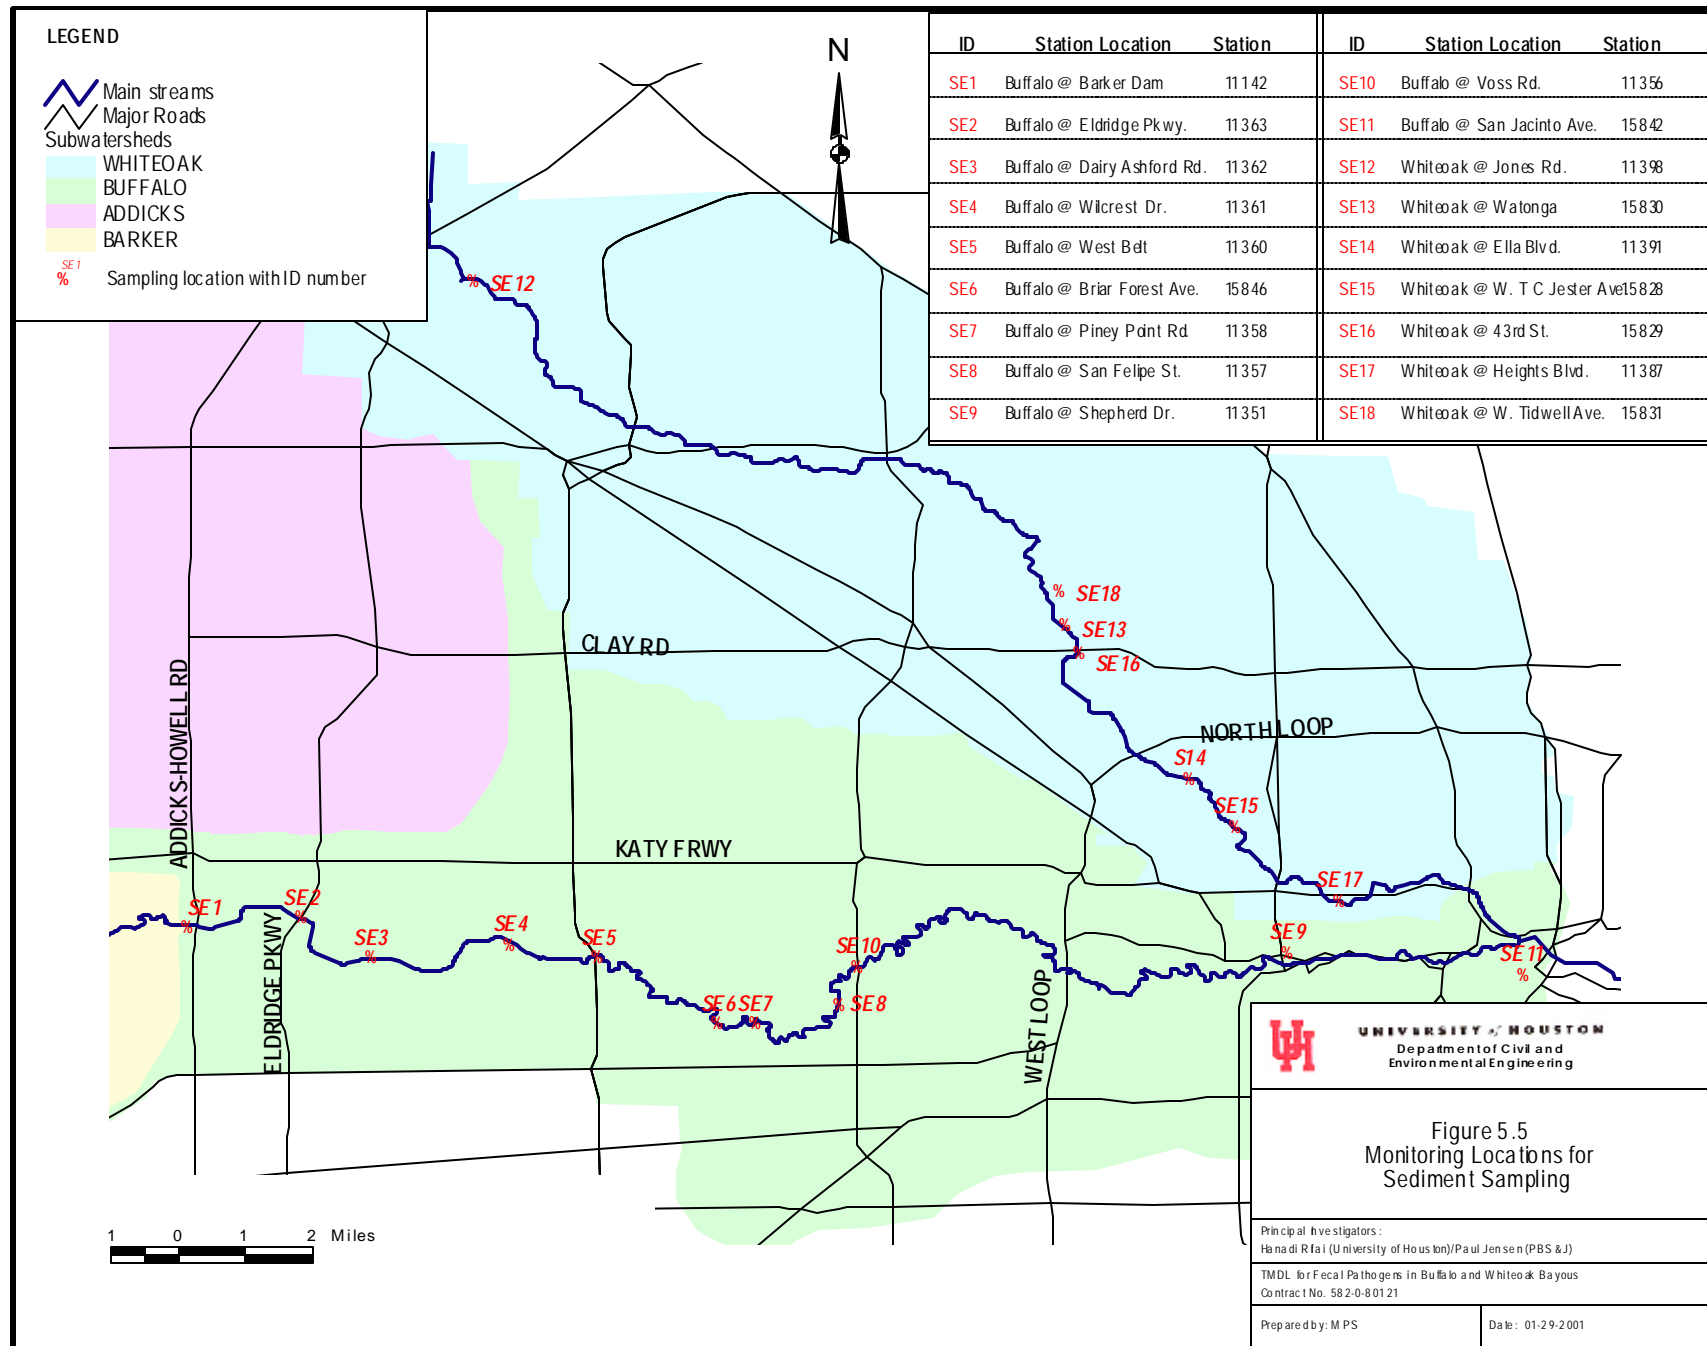 LEGEND
Main streams
Major Roads
Subwatersheds
WHITEOAK
BUFFALO
ADDICKS
BARKER
SE1
% Sampling location with ID number
N
ID Station Location Station
SE1 Buffalo @ Barker Dam 11142
SE2 Buffalo @ Eldridge Pkwy. 11363
SE3 Buffalo @ Dairy Ashford Rd. 11362
SE4 Buffalo @ Wilcrest Dr. 11361
SE5 Buffalo @ West Belt 11360
SE6 Buffalo @ Briar Forest Ave. 15846
SE7 Buffalo @ Piney Point Rd. 11358
SE8 Buffalo @ San Felipe St. 11357
SE9 Buffalo @ Shepherd Dr. 11351
ID Station Location Station
SE10 Buffalo @ Voss Rd. 11356
SE11 Buffalo @ San Jacinto Ave. 15842
SE12 Whiteoak @ Jones Rd. 11398
SE13 Whiteoak @ Watonga 15830
SE14 Whiteoak @ Ella Blvd. 11391
SE15 Whiteoak @ W. T C Jester Ave 15828
SE16 Whiteoak @ 43rd St. 15829
SE17 Whiteoak @ Heights Blvd. 11387
SE18 Whiteoak @ W. Tidwell Ave. 15831
% SE12
% SE18
% SE13
% SE16
CLAY RD
ADDICKS-HOWELL RD
NORTH LOOP
S14
%
SE15
%
KATY FRWY
SE17
%
SE1
%
SE2
%
ELDRIDGE PKWY
SE3
%
SE4
%
SE5
%
SE10
%
SE9
%
SE11
%
SE6 SE7
% %
% SE8
WEST LOOP
1 0 1 2 Miles
UH
UNIVERSITY of HOUSTON
Department of Civil and
Environmental Engineering
Figure 5.5
Monitoring Locations for
Sediment Sampling
Principal Investigators :
Hanadi Rifai (University of Houston)/Paul Jensen (PBS &J)
TMDL for Fecal Pathogens in Buffalo and Whiteoak Bayous
Contract No. 582-0-80121
Prepared by: MPS
Date: 01-29-2001